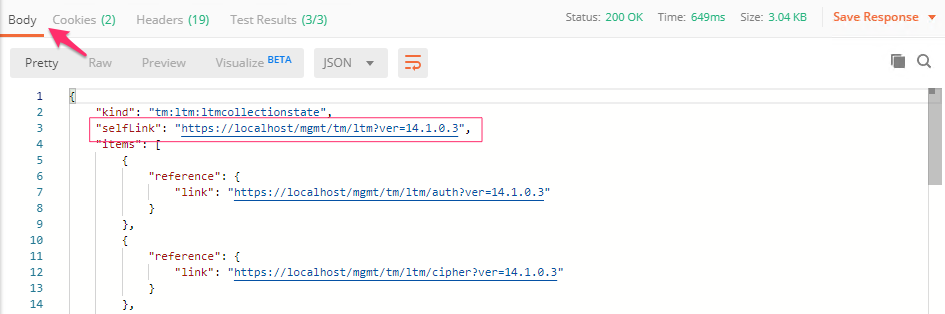 Body Cookies (2) Headers (19) Test Results (3/3) Status: 200 OK Time: 649ms Size: 3.04 KB Save Response
Pretty Raw Preview Visualize BETA JSON
1 {
2 "kind": "tm:ltm:ltmcollectionstate",
3 "selfLink": "https://localhost/mgmt/tm/ltm?ver=14.1.0.3",
4 "items": [
5 {
6 "reference": {
7 "link": "https://localhost/mgmt/tm/ltm/auth?ver=14.1.0.3"
8 }
9 },
10 {
11 "reference": {
12 "link": "https://localhost/mgmt/tm/ltm/cipher?ver=14.1.0.3"
13 }
14 },